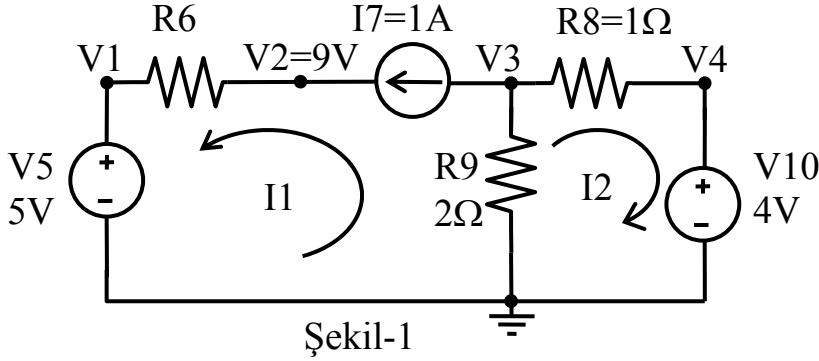 R6
I7=1A
R8=1Ω
V1
V2=9V
V3
V4
V5
5V
+
-
I1
R9
2Ω
I2
+
-
V10
4V
Şekil-1